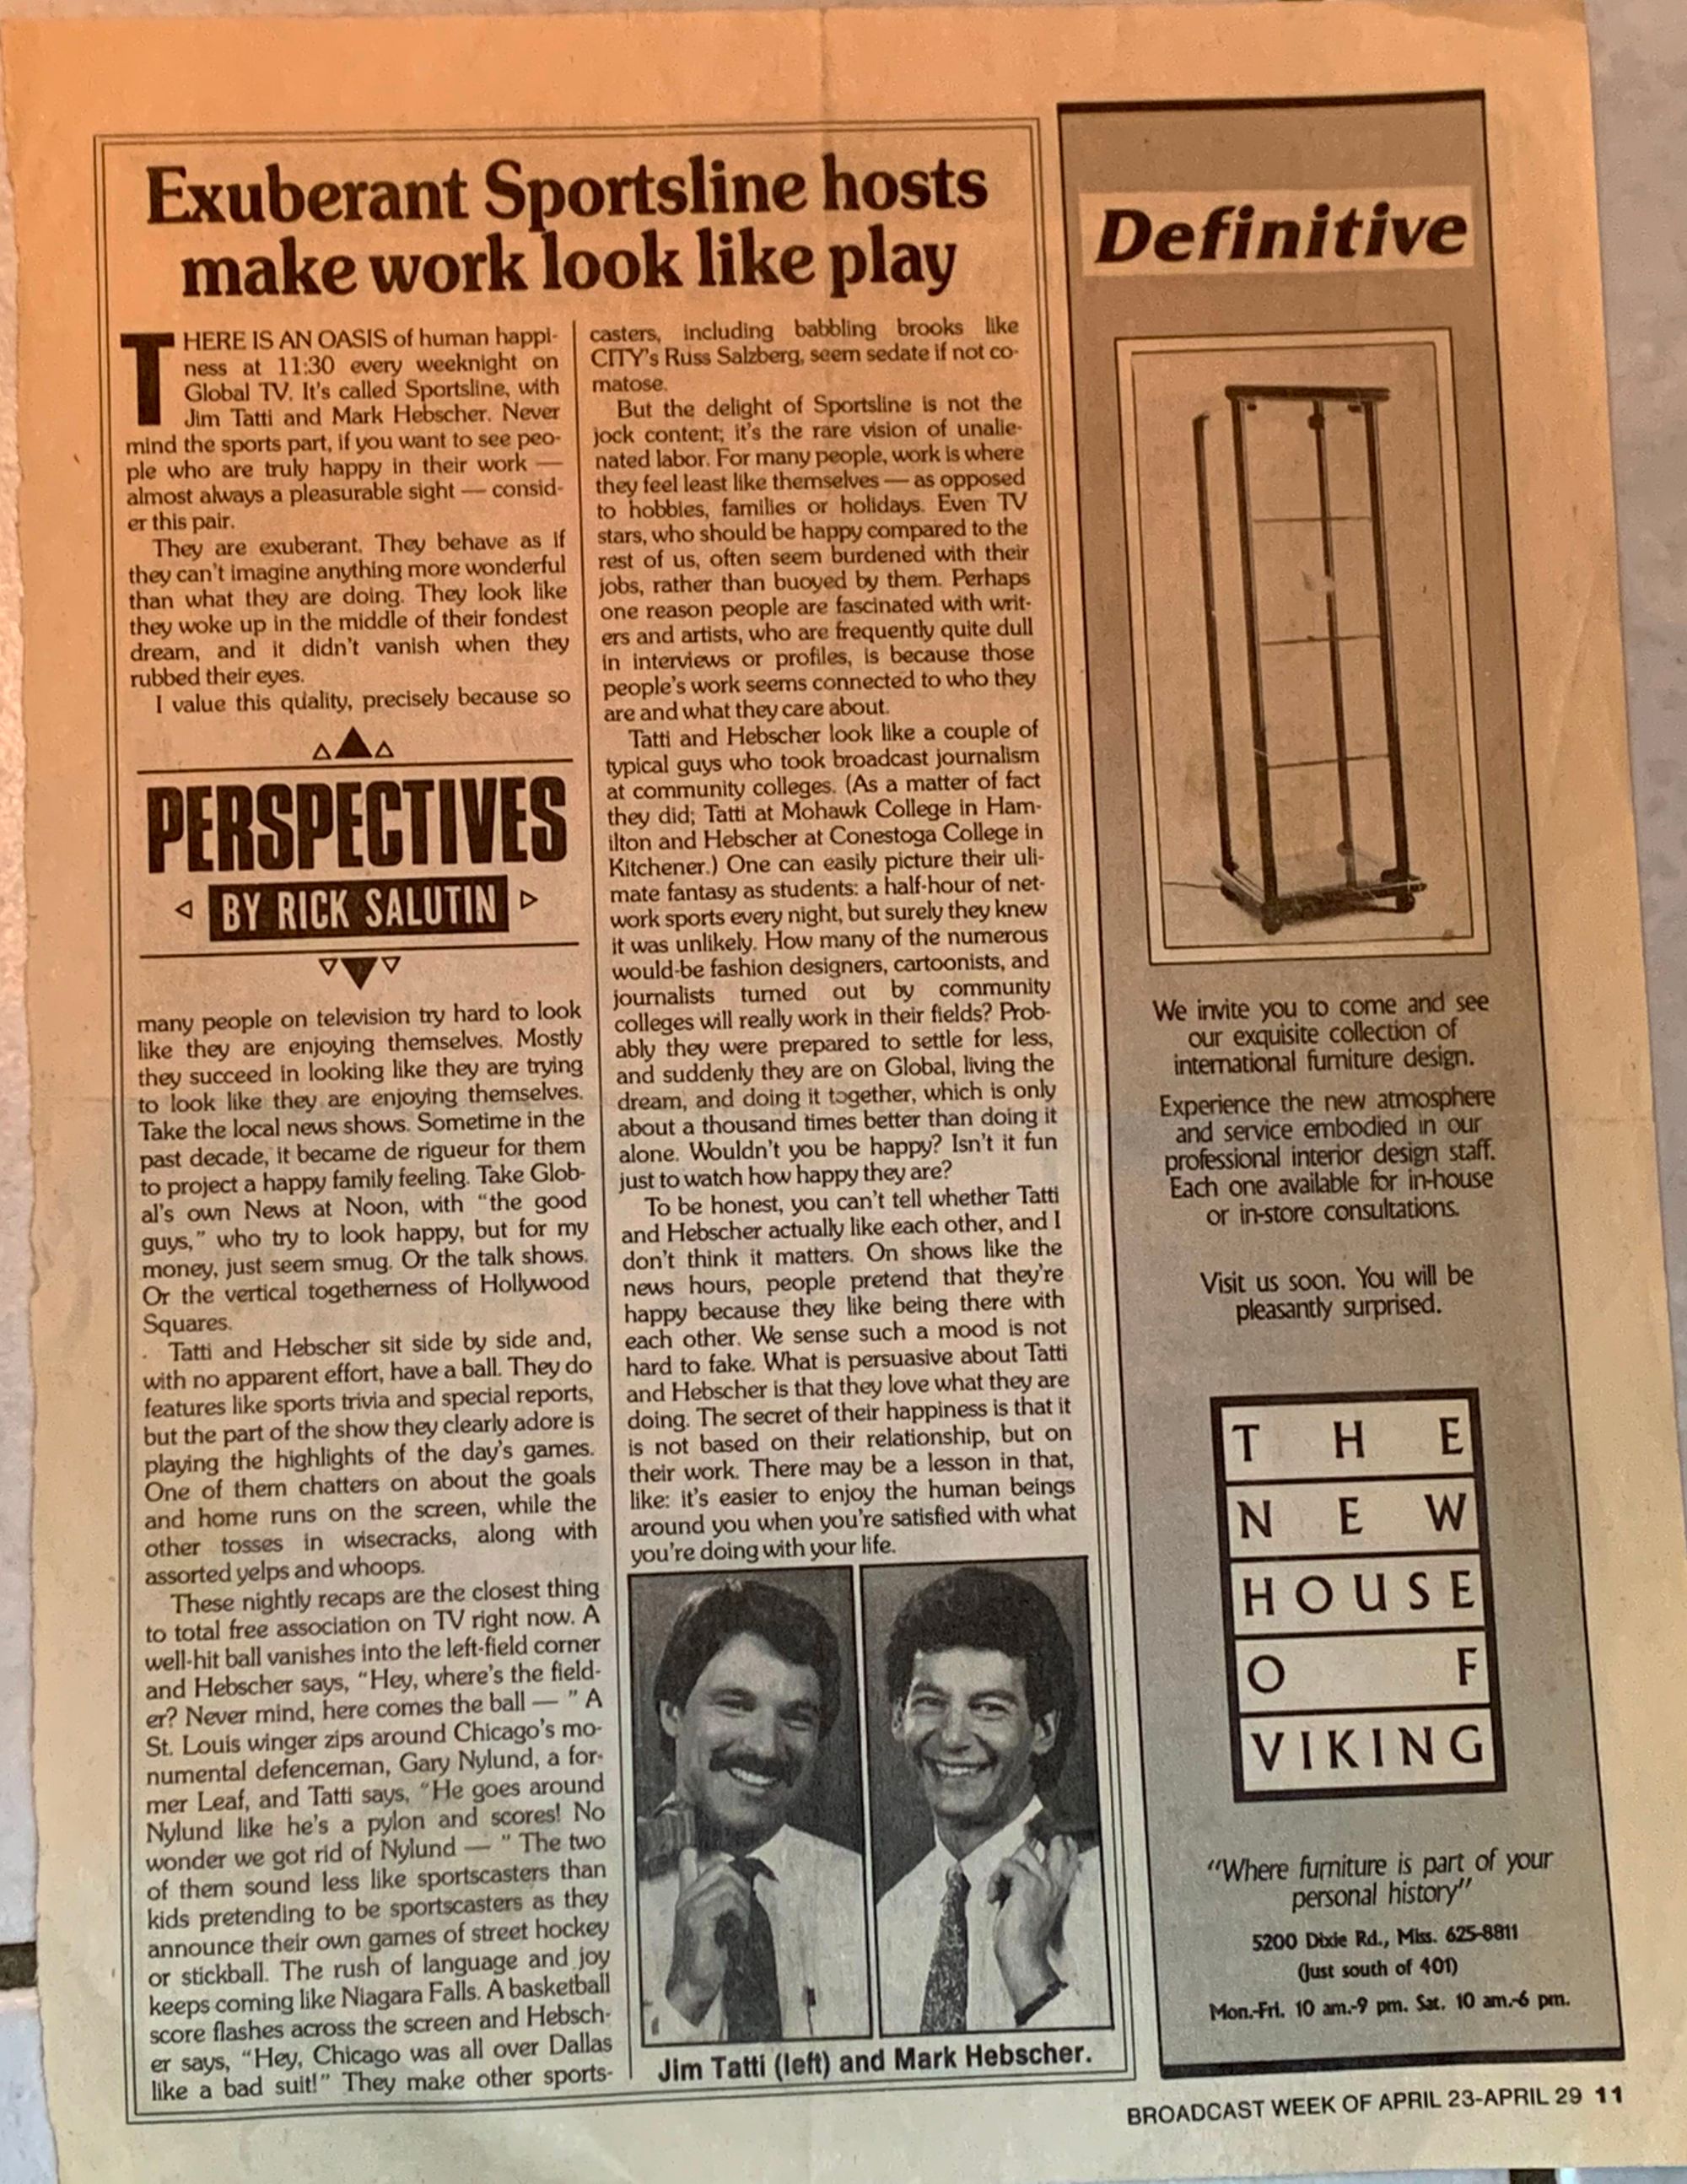 Exuberant Sportsline hosts
make work look like play
THERE IS AN OASIS of human happi-
ness at 11:30 every weeknight on
Global TV. It's called Sportsline, with
Jim Tatti and Mark Hebscher. Never
mind the sports part, if you want to see peo-
ple who are truly happy in their work —
almost always a pleasurable sight — consid-
er this pair.
They are exuberant. They behave as if
they can't imagine anything more wonderful
than what they are doing. They look like
they woke up in the middle of their fondest
dream, and it didn't vanish when they
rubbed their eyes.
I value this quality, precisely because so
PERSPECTIVES
BY RICK SALUTIN
many people on television try hard to look
like they are enjoying themselves. Mostly
they succeed in looking like they are trying
to look like they are enjoying themselves.
Take the local news shows. Sometime in the
past decade, it became de rigueur for them
to project a happy family feeling. Take Glob-
al's own News at Noon, with "the good
guys," who try to look happy, but for my
money, just seem smug. Or the talk shows.
Or the vertical togetherness of Hollywood
Squares.
Tatti and Hebscher sit side by side and,
with no apparent effort, have a ball. They do
features like sports trivia and special reports,
but the part of the show they clearly adore is
playing the highlights of the day's games.
One of them chatters on about the goals
and home runs on the screen, while the
other tosses in wisecracks, along with
assorted yelps and whoops.
These nightly recaps are the closest thing
to total free association on TV right now. A
well-hit ball vanishes into the left-field corner
and Hebscher says, "Hey, where's the field-
er? Never mind, here comes the ball — " A
St. Louis winger zips around Chicago's mo-
numental defenceman, Gary Nylund, a for-
mer Leaf, and Tatti says, "He goes around
Nylund like he's a pylon and scores! No
wonder we got rid of Nylund — " The two
of them sound less like sportscasters than
kids pretending to be sportscasters as they
announce their own games of street hockey
or stickball. The rush of language and joy
keeps coming like Niagara Falls. A basketball
score flashes across the screen and Hebsch-
er says, "Hey, Chicago was all over Dallas
like a bad suit!" They make other sports-
casters, including babbling brooks like
CITY's Russ Salzberg, seem sedate if not co-
matose.
But the delight of Sportsline is not the
jock content; it's the rare vision of unalie-
nated labor. For many people, work is where
they feel least like themselves — as opposed
to hobbies, families or holidays. Even TV
stars, who should be happy compared to the
rest of us, often seem burdened with their
jobs, rather than buoyed by them. Perhaps
one reason people are fascinated with writ-
ers and artists, who are frequently quite dull
in interviews or profiles, is because those
people's work seems connected to who they
are and what they care about.
Tatti and Hebscher look like a couple of
typical guys who took broadcast journalism
at community colleges. (As a matter of fact
they did; Tatti at Mohawk College in Ham-
ilton and Hebscher at Conestoga College in
Kitchener.) One can easily picture their uli-
mate fantasy as students: a half-hour of net-
work sports every night, but surely they knew
it was unlikely. How many of the numerous
would-be fashion designers, cartoonists, and
journalists turned out by community
colleges will really work in their fields? Prob-
ably they were prepared to settle for less,
and suddenly they are on Global, living the
dream, and doing it together, which is only
about a thousand times better than doing it
alone. Wouldn't you be happy? Isn't it fun
just to watch how happy they are?
To be honest, you can't tell whether Tatti
and Hebscher actually like each other, and I
don't think it matters. On shows like the
news hours, people pretend that they're
happy because they like being there with
each other. We sense such a mood is not
hard to fake. What is persuasive about Tatti
and Hebscher is that they love what they are
doing. The secret of their happiness is that it
is not based on their relationship, but on
their work. There may be a lesson in that,
like: it's easier to enjoy the human beings
around you when you're satisfied with what
you're doing with your life.
Jim Tatti (left) and Mark Hebscher.
Definitive
We invite you to come and see
our exquisite collection of
international furniture design.
Experience the new atmosphere
and service embodied in our
professional interior design staff.
Each one available for in-house
or in-store consultations.
Visit us soon. You will be
pleasantly surprised.
THE
NEW
HOUSE
OF
VIKING
"Where furniture is part of your
personal history"
5200 Dixie Rd., Miss. 625-8811
(Just south of 401)
Mon.-Fri. 10 am.-9 pm. Sat. 10 am.-6 pm.
BROADCAST WEEK OF APRIL 23-APRIL 29 11